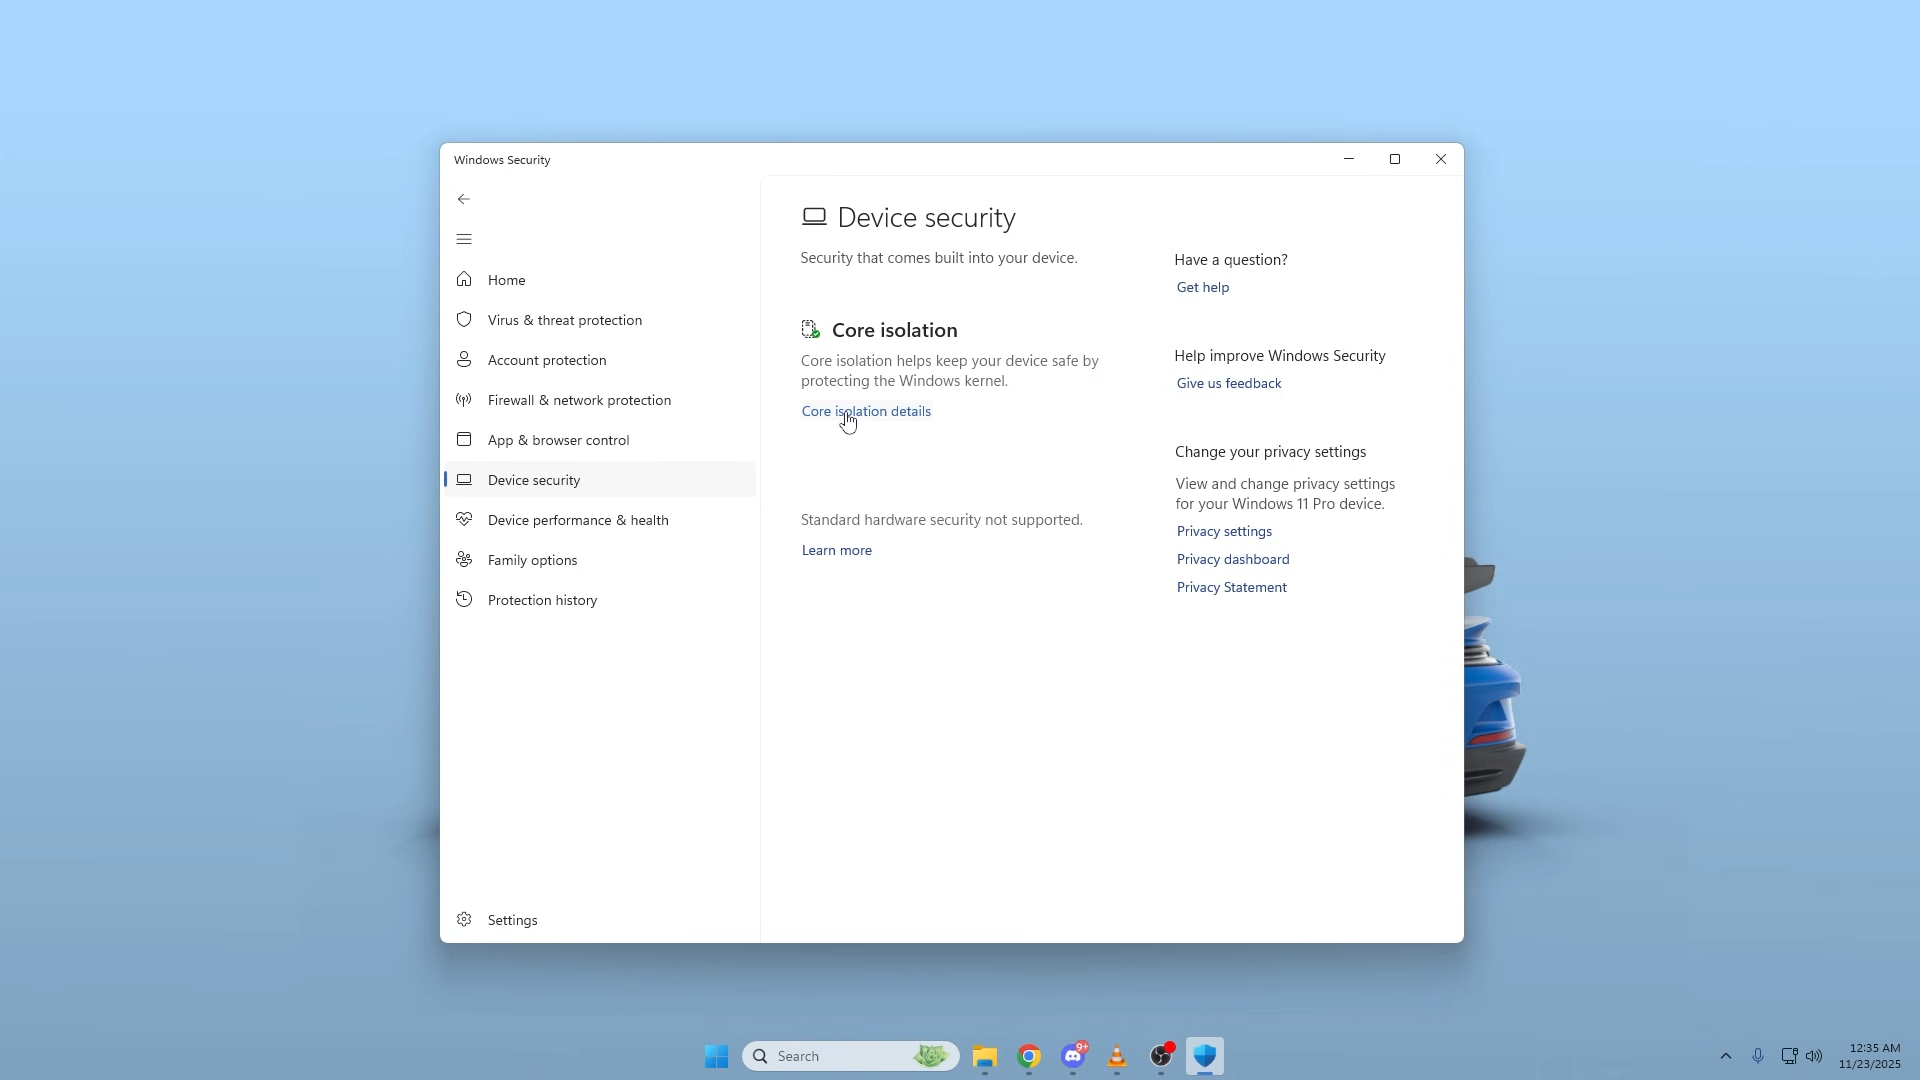 Windows Security
Home
Virus & threat protection
Account protection
Firewall & network protection
App & browser control
Device security
Device performance & health
Family options
Protection history
Settings
Device security
Security that comes built into your device.
Core isolation
Core isolation helps keep your device safe by
protecting the Windows kernel.
Core isolation details
Standard hardware security not supported.
Learn more
Have a question?
Get help
Help improve Windows Security
Give us feedback
Change your privacy settings
View and change privacy settings
for your Windows 11 Pro device.
Privacy settings
Privacy dashboard
Privacy Statement
Search
9+
12:35 AM
11/23/2025